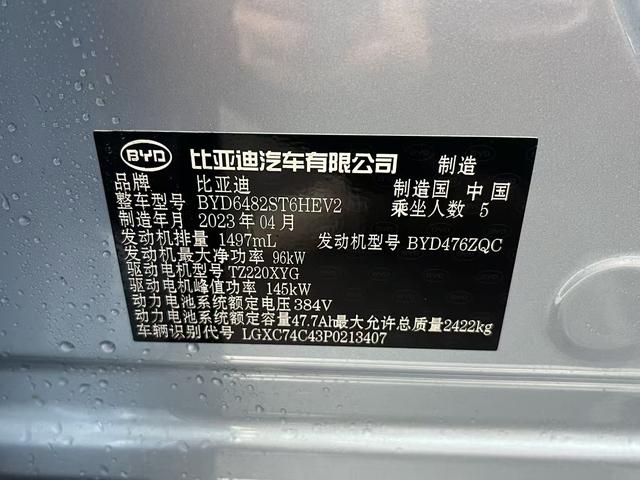 BYD 比亚迪汽车有限公司 制造
品牌 比亚迪 制造国 中国
整车型号 BYD6482ST6HEV2 乘坐人数 5
制造年月 2023 年 04 月
发动机排量 1497mL 发动机型号 BYD476ZQC
发动机最大净功率 96kW
驱动电机型号 TZ220XYG
驱动电机峰值功率 145kW
动力电池系统额定电压 384V
动力电池系统额定容量 47.7Ah 最大允许总质量 2422kg
车辆识别代号 LGXC74C43P0213407